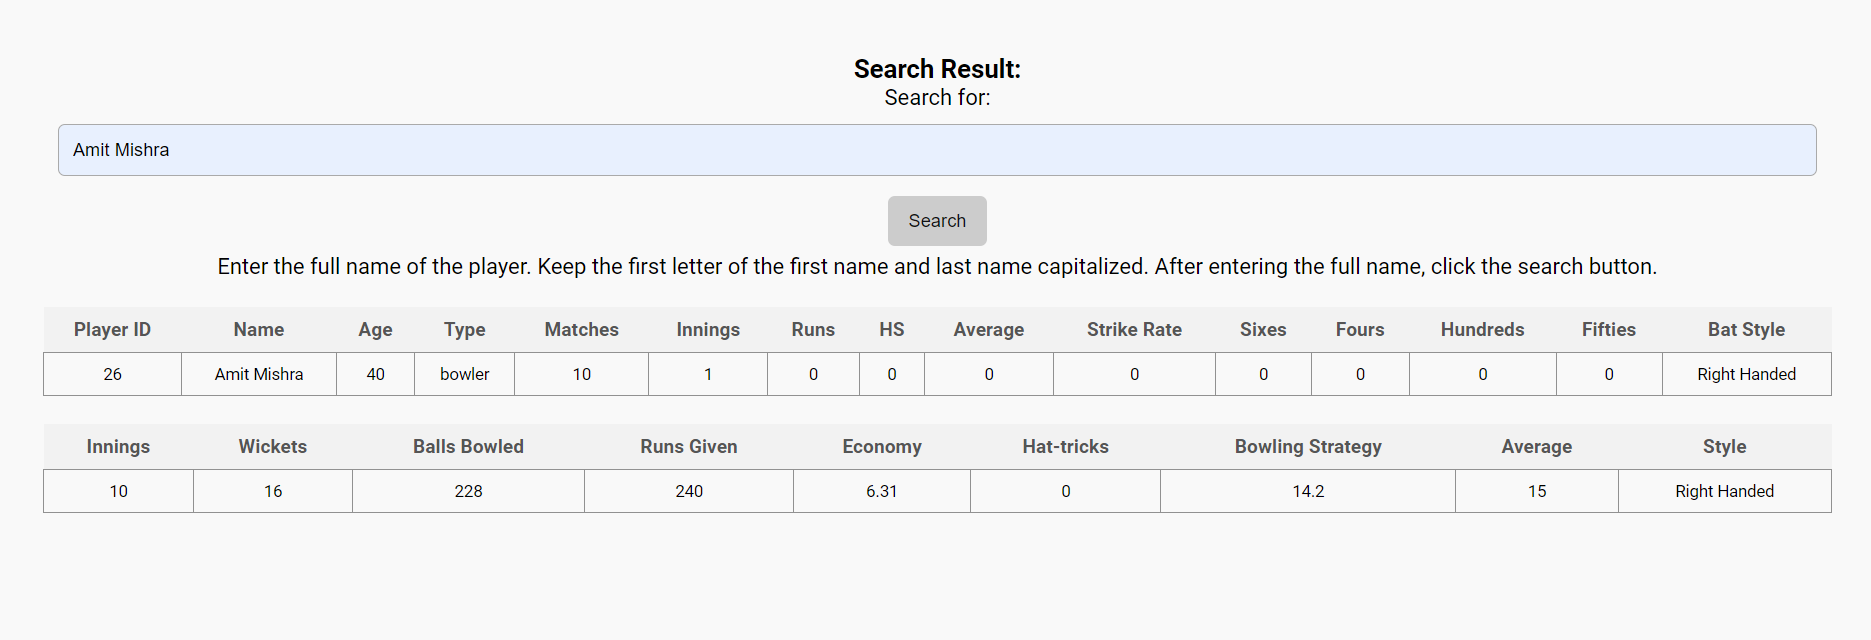 Search Result:
Search for:
Amit Mishra
Search
Enter the full name of the player. Keep the first letter of the first name and last name capitalized. After entering the full name, click the search button.
Player ID Name Age Type Matches Innings Runs HS Average Strike Rate Sixes Fours Hundreds Fifties Bat Style
26 Amit Mishra 40 bowler 10 1 0 0 0 0 0 0 0 0 Right Handed
Innings Wickets Balls Bowled Runs Given Economy Hat-tricks Bowling Strategy Average Style
10 16 228 240 6.31 0 14.2 15 Right Handed